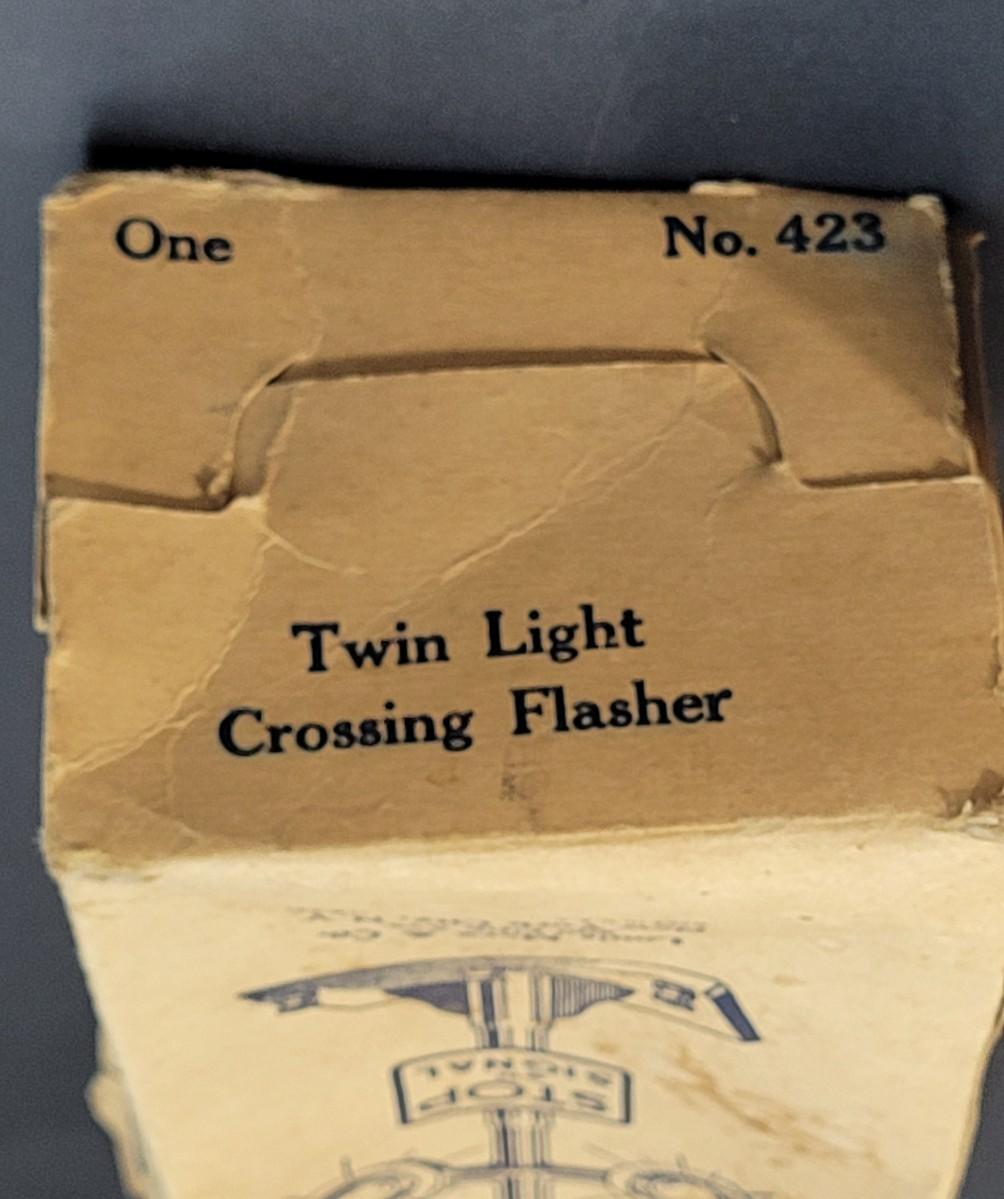 One No. 423
Twin Light
Crossing Flasher
STOP
SIGNAL